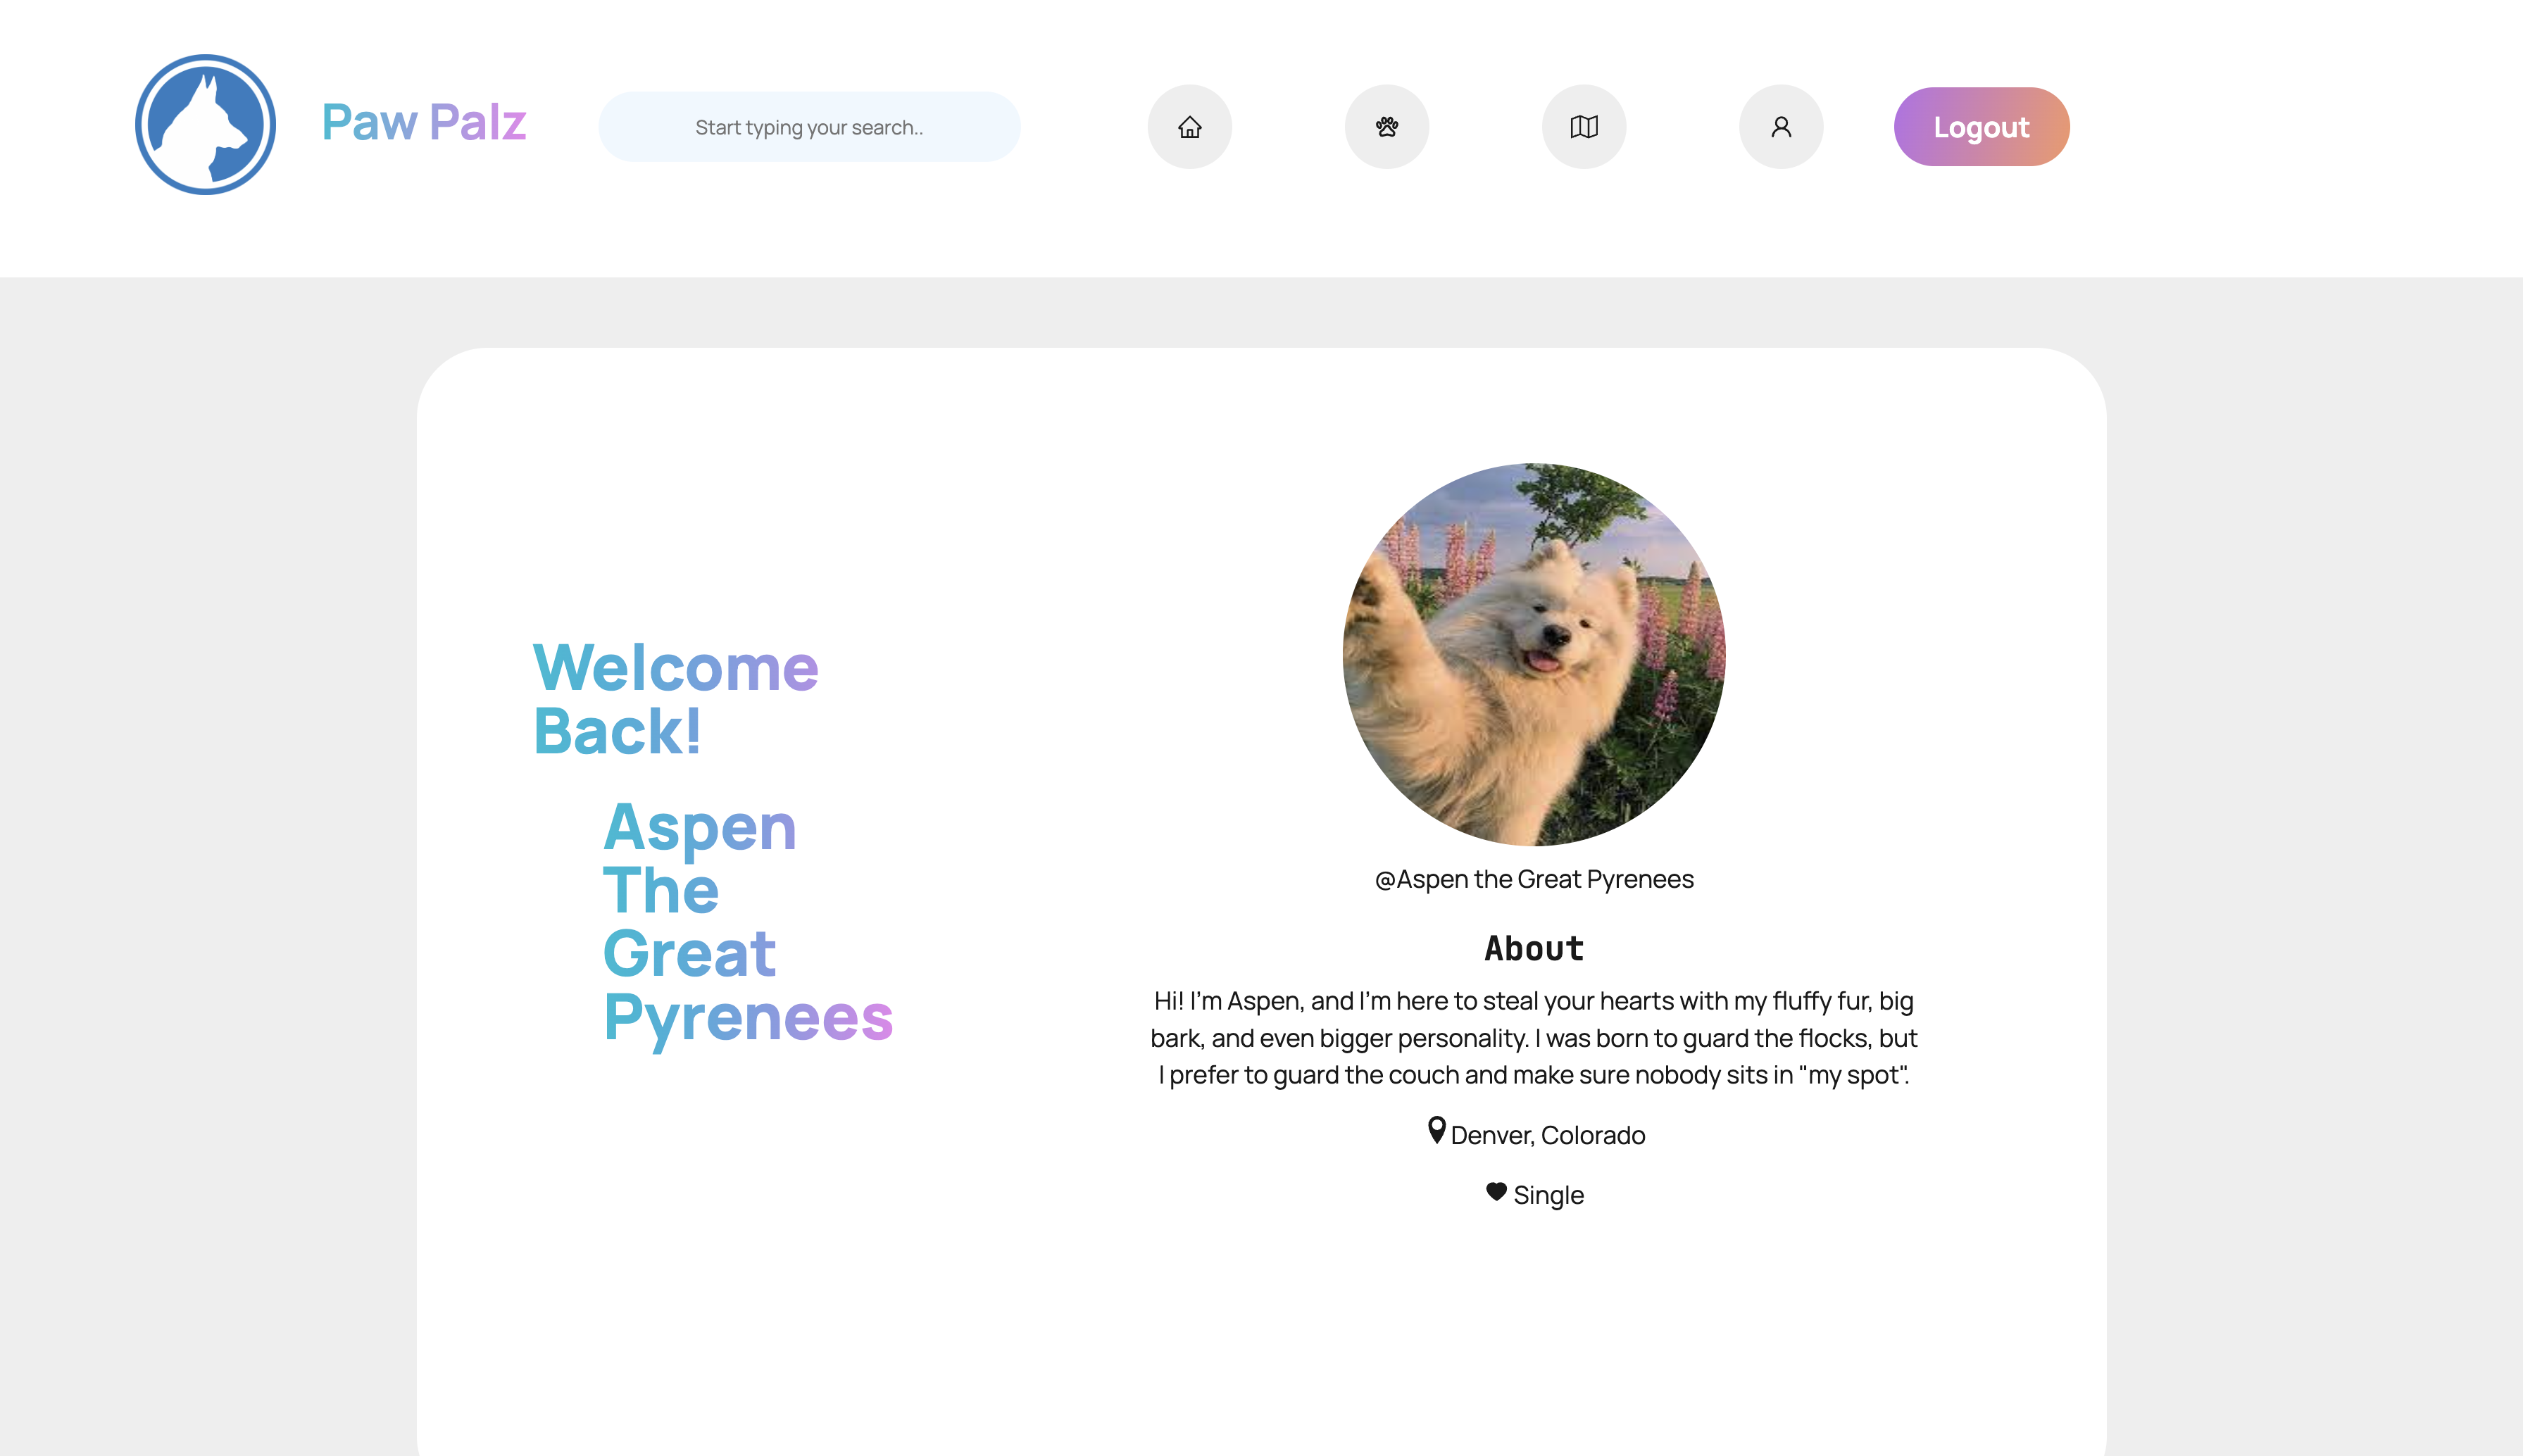 Paw Palz
Start typing your search..
Logout
Welcome
Back!
Aspen
The
Great
Pyrenees
@Aspen the Great Pyrenees
About
Hi! I'm Aspen, and I'm here to steal your hearts with my fluffy fur, big
bark, and even bigger personality. I was born to guard the flocks, but
I prefer to guard the couch and make sure nobody sits in "my spot".
Denver, Colorado
Single